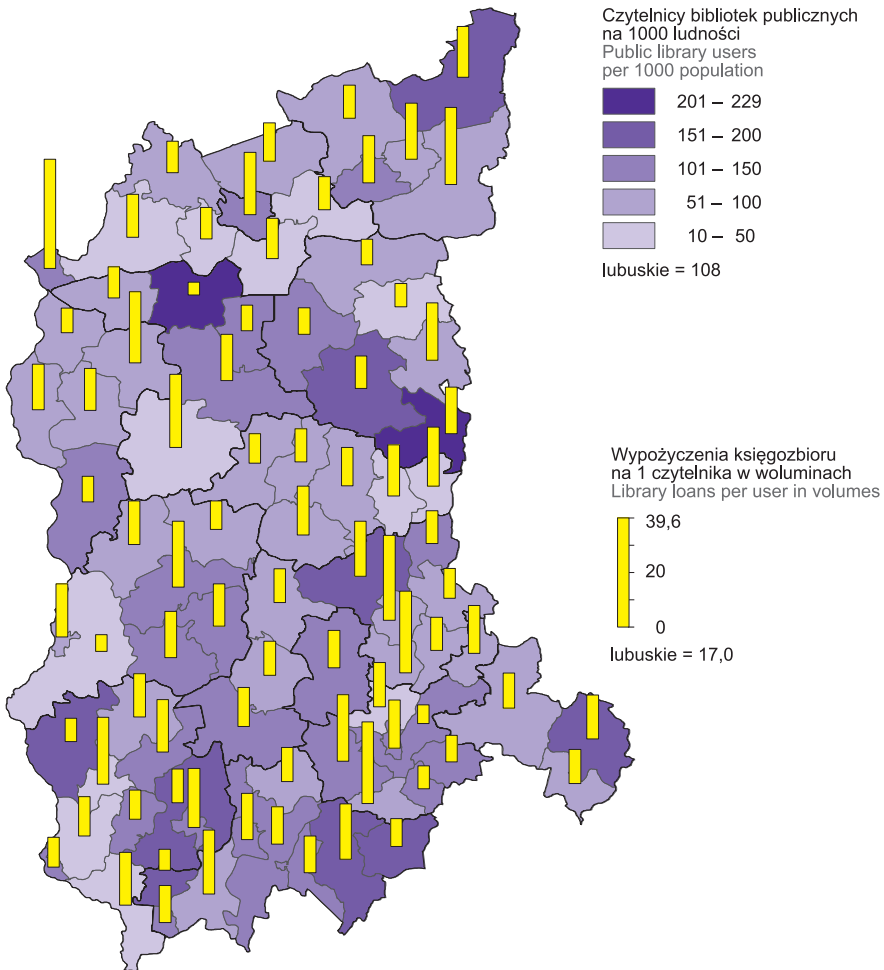 Czytelnicy bibliotek publicznych
na 1000 ludności
Public library users
per 1000 population
201 – 229
151 – 200
101 – 150
51 – 100
10 – 50
lubuskie = 108
Wypożyczenia księgozbioru
na 1 czytelnika w woluminach
Library loans per user in volumes
39,6
20
0
lubuskie = 17,0